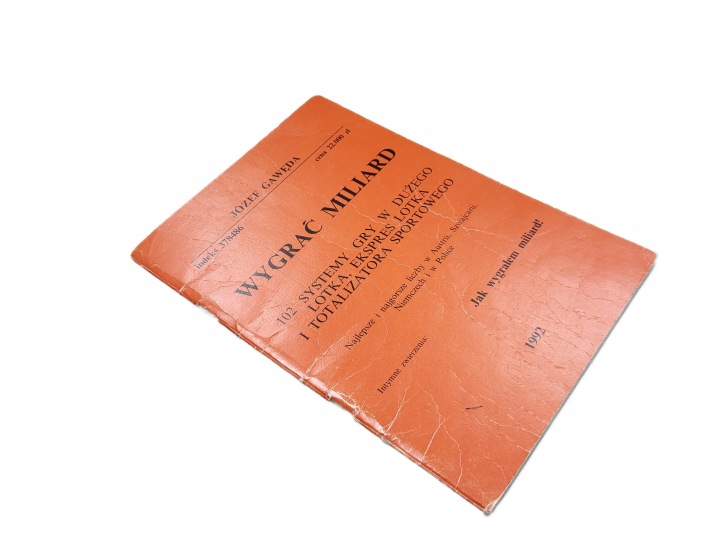 JÓZEF GAWĘDA
indeks 378486
cena 22.000 zł
WYGRAĆ MILIARD
102 SYSTEMY GRY W DUŻEGO
LOTKA, EKSPRES LOTKA
I TOTALIZATORA SPORTOWEGO
Najlepsze i najgorsze liczby w Austrii, Szwajcarii,
Niemczech i w Polsce
Intymne zwierzenia:
Jak wygrałem miliard!
1992